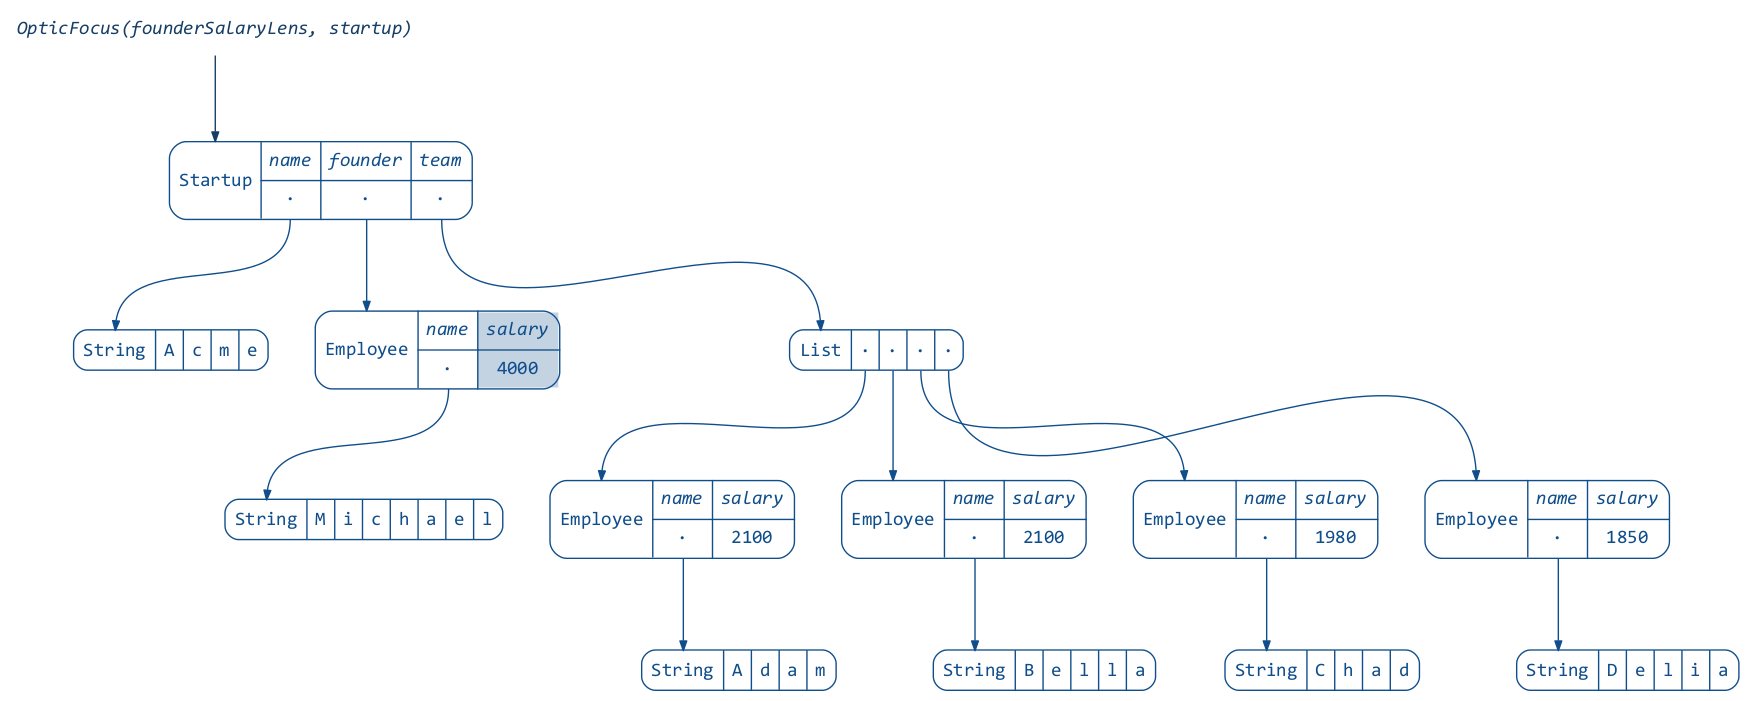 OpticFocus(founderSalaryLens, startup)
Startup name founder team
· · ·
String A c m e
Employee name salary
· 4000
List · · · ·
String M i c h a e l
Employee name salary
· 2100
Employee name salary
· 2100
Employee name salary
· 1980
Employee name salary
· 1850
String A d a m
String B e l l a
String C h a d
String D e l i a